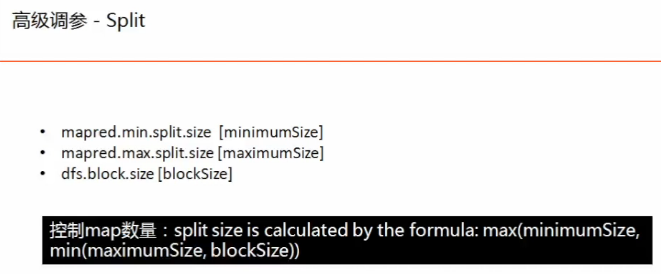 高级调参 - Split
• mapred.min.split.size [minimumSize]
• mapred.max.split.size [maximumSize]
• dfs.block.size [blockSize]
控制map数量：split size is calculated by the formula: max(minimumSize,
min(maximumSize, blockSize))